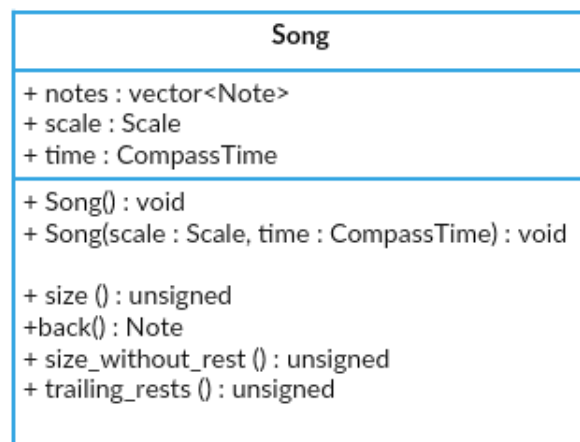 Song
+ notes : vector<Note>
+ scale : Scale
+ time : CompassTime
+ Song() : void
+ Song(scale : Scale, time : CompassTime) : void
+ size () : unsigned
+back() : Note
+ size_without_rest () : unsigned
+ trailing_rests () : unsigned